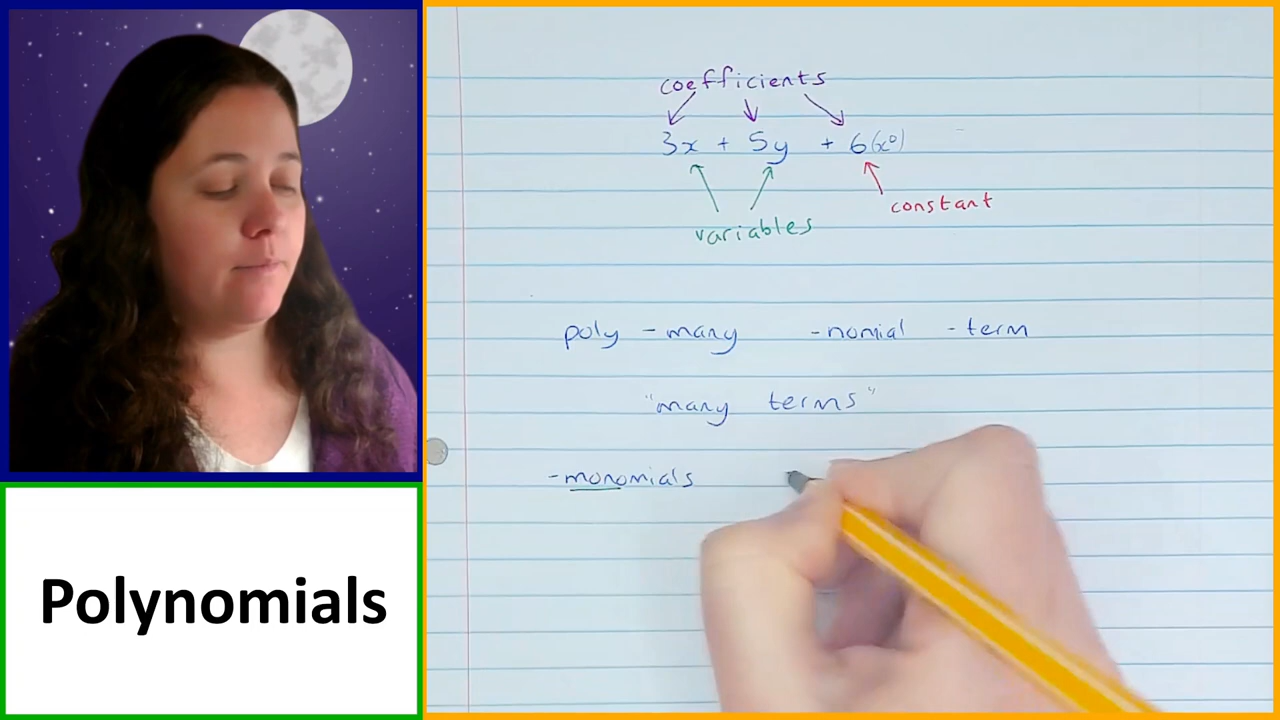 coefficients
3x + 5y + 6(x⁰)
constant
variables
poly - many - nomial - term
"many terms"
- monomials
Polynomials